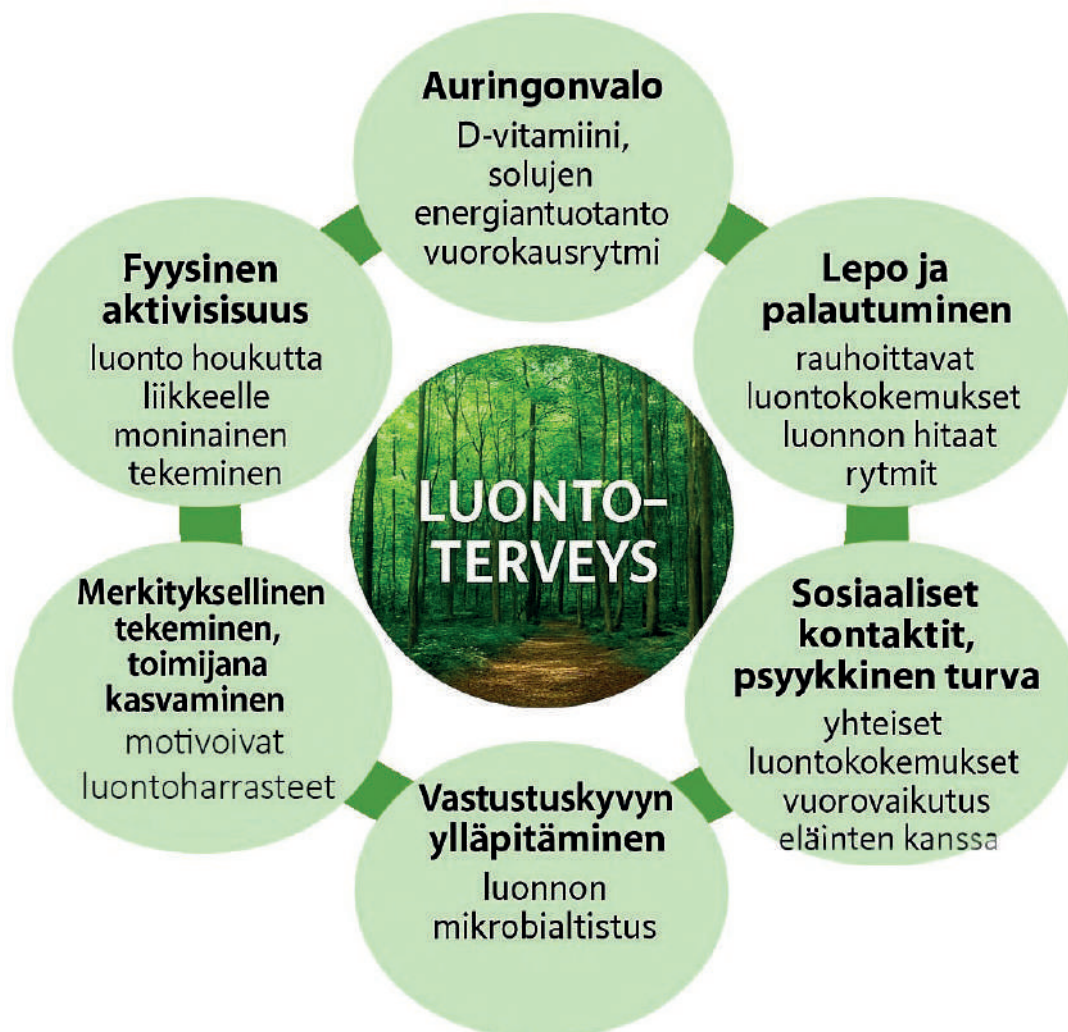 Auringonvalo
D-vitamiini,
solujen
energiantuotanto
vuorokausrytmi
Lepo ja
palautuminen
rauhoittavat
luontokokemukset
luonnon hitaat
rytmit
Sosiaaliset
kontaktit,
psyykkinen turva
yhteiset
luontokokemukset
vuorovaikutus
eläinten kanssa
Vastustuskyvyn
ylläpitäminen
luonnon
mikrobialtistus
Merkityksellinen
tekeminen,
toimijana
kasvaminen
motivoivat
luontoharrasteet
Fyysinen
aktivisisuus
luonto houkutta
liikkeelle
moninainen
tekeminen
LUONTO–
TERVEYS